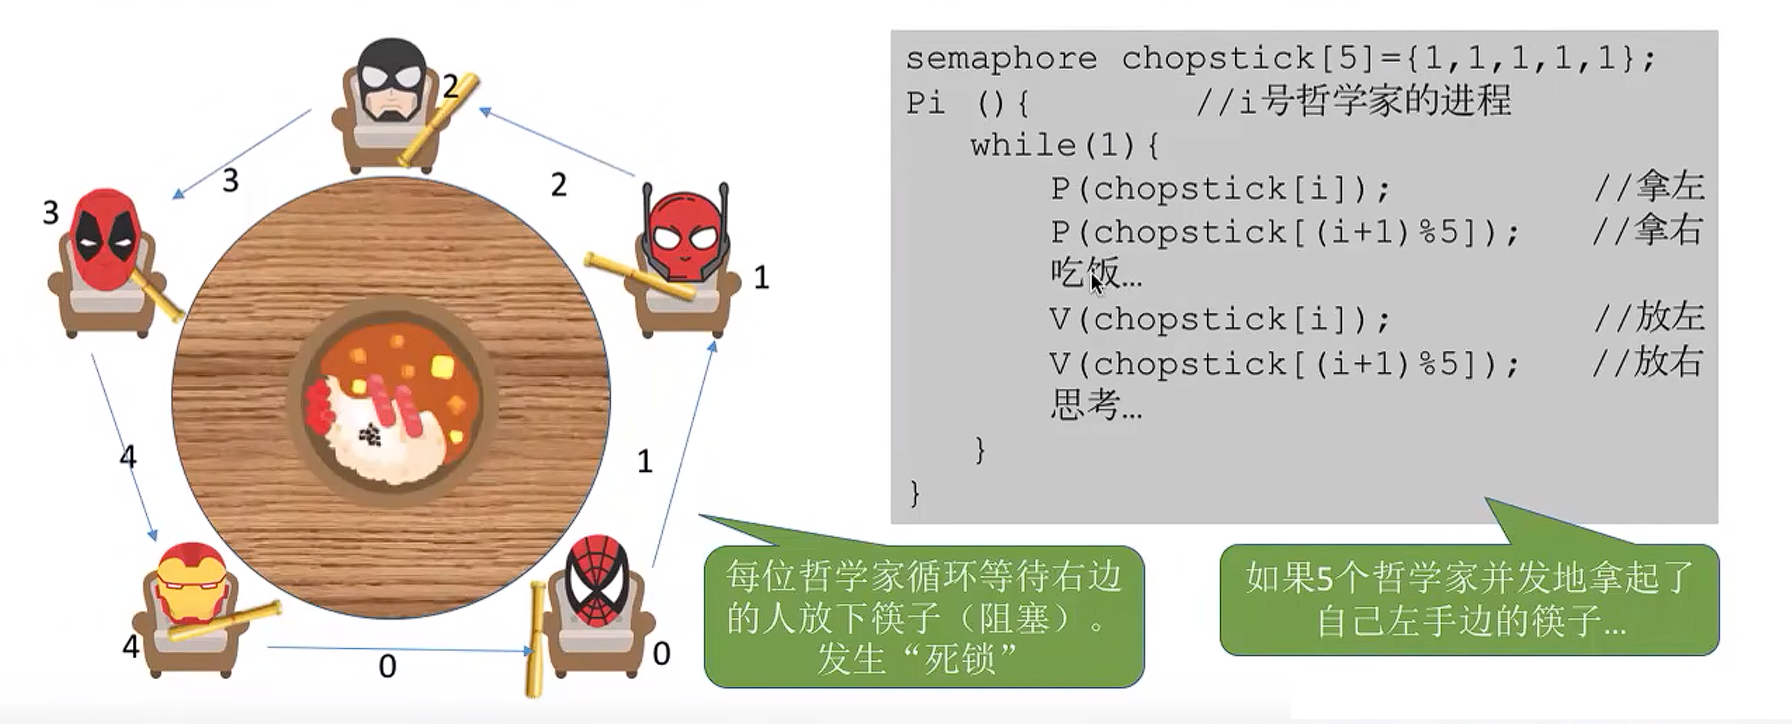 semaphore chopstick[5]={1,1,1,1,1};
Pi (){ //i号哲学家的进程
while(1){
P(chopstick[i]); //拿左
P(chopstick[(i+1)%5]); //拿右
吃饭…
V(chopstick[i]); //放左
V(chopstick[(i+1)%5]); //放右
思考…
}
}
2
3
2
3
1
4
1
4
0
0
每位哲学家循环等待右边
的人放下筷子（阻塞）。
发生“死锁”
如果5个哲学家并发地拿起了
自己左手边的筷子…